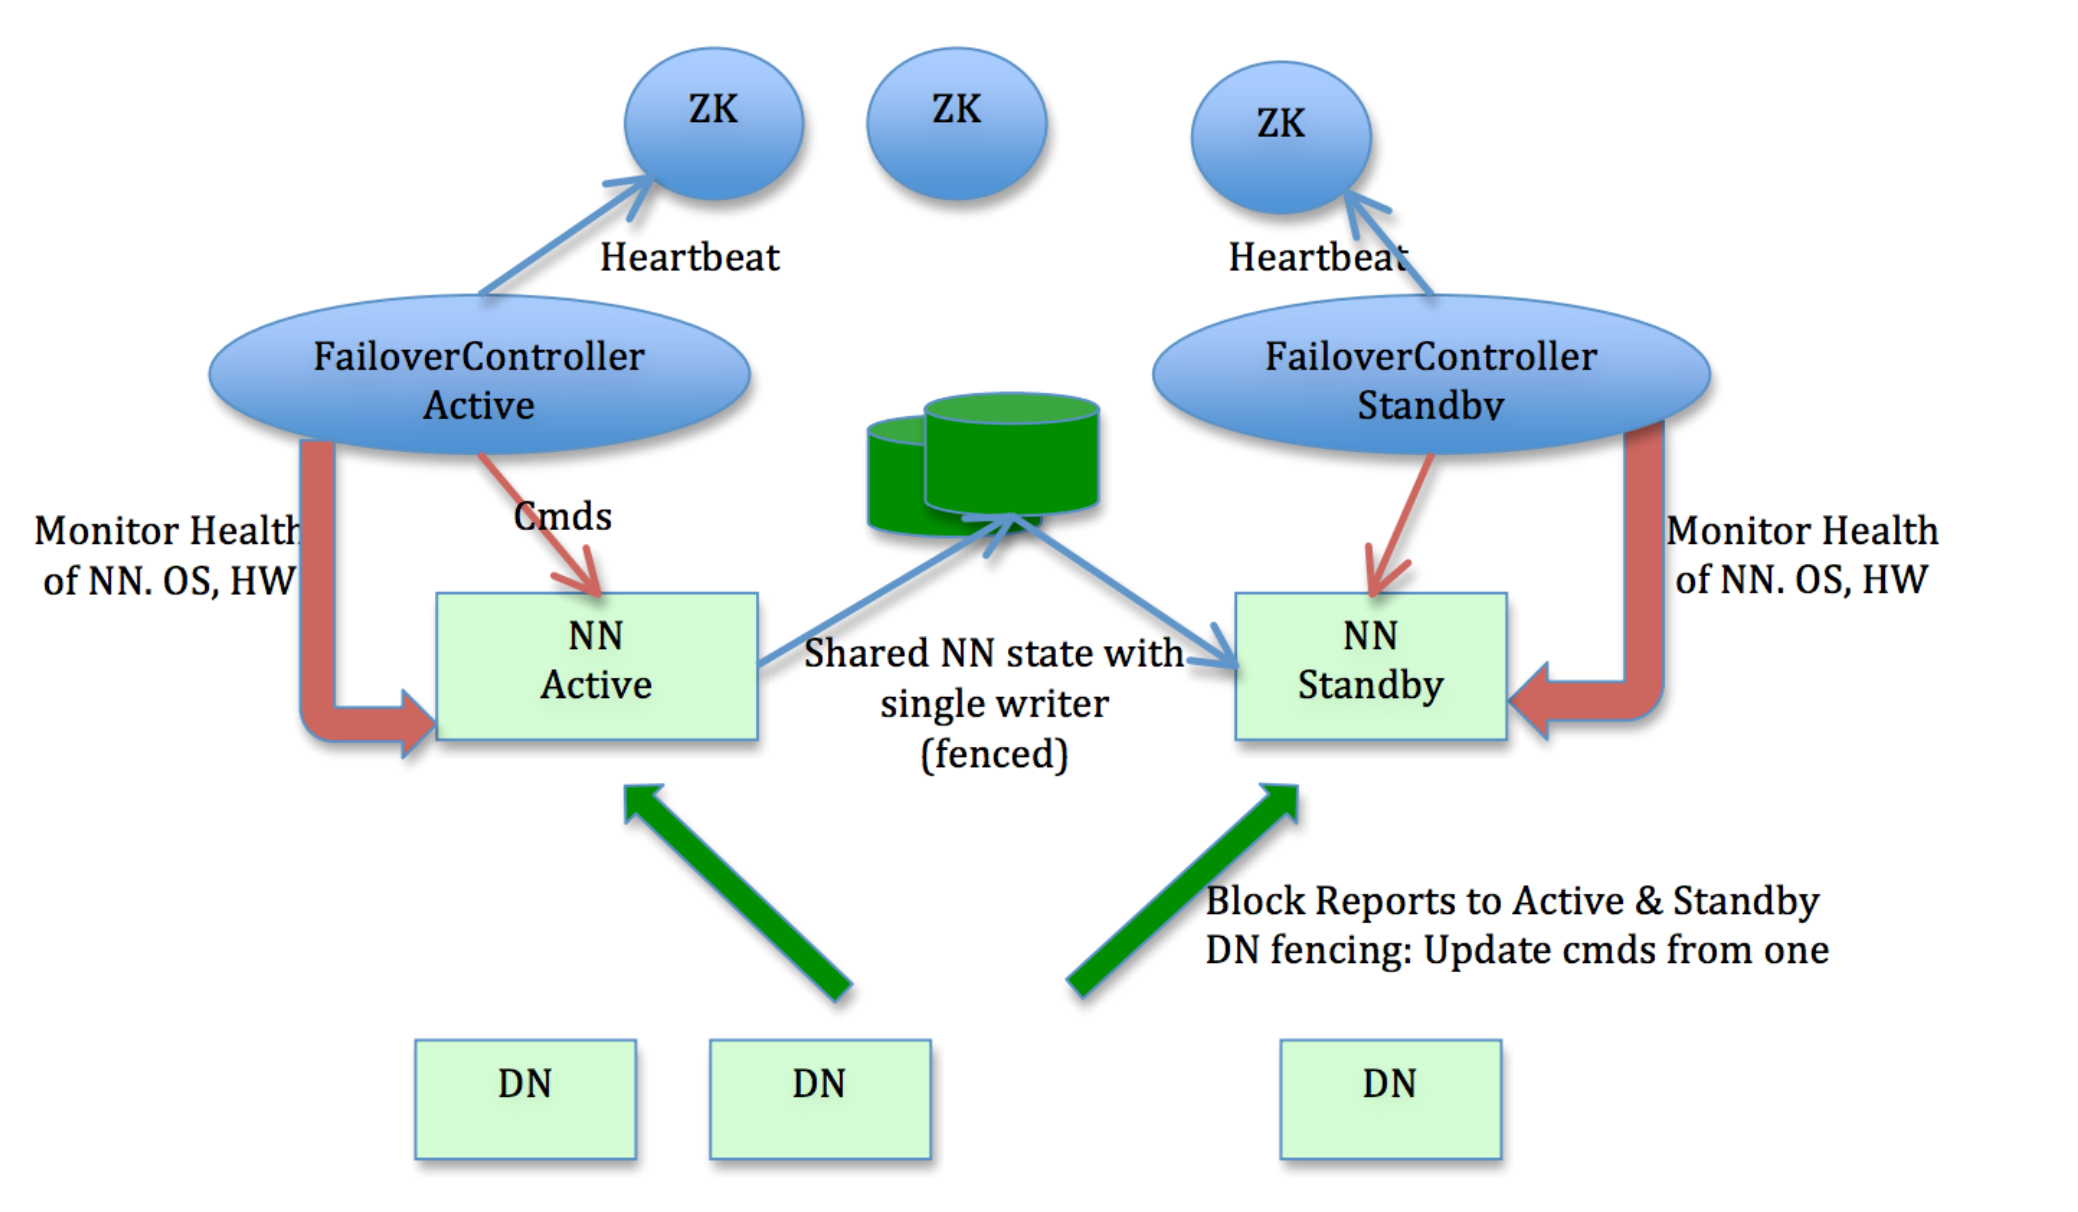 ZK
ZK
ZK
Heartbeat
Heartbeat
FailoverController
Active
FailoverController
Standby
Cmds
Monitor Health
of NN. OS, HW
Monitor Health
of NN. OS, HW
NN
Active
Shared NN state with
single writer
(fenced)
NN
Standby
Block Reports to Active & Standby
DN fencing: Update cmds from one
DN
DN
DN